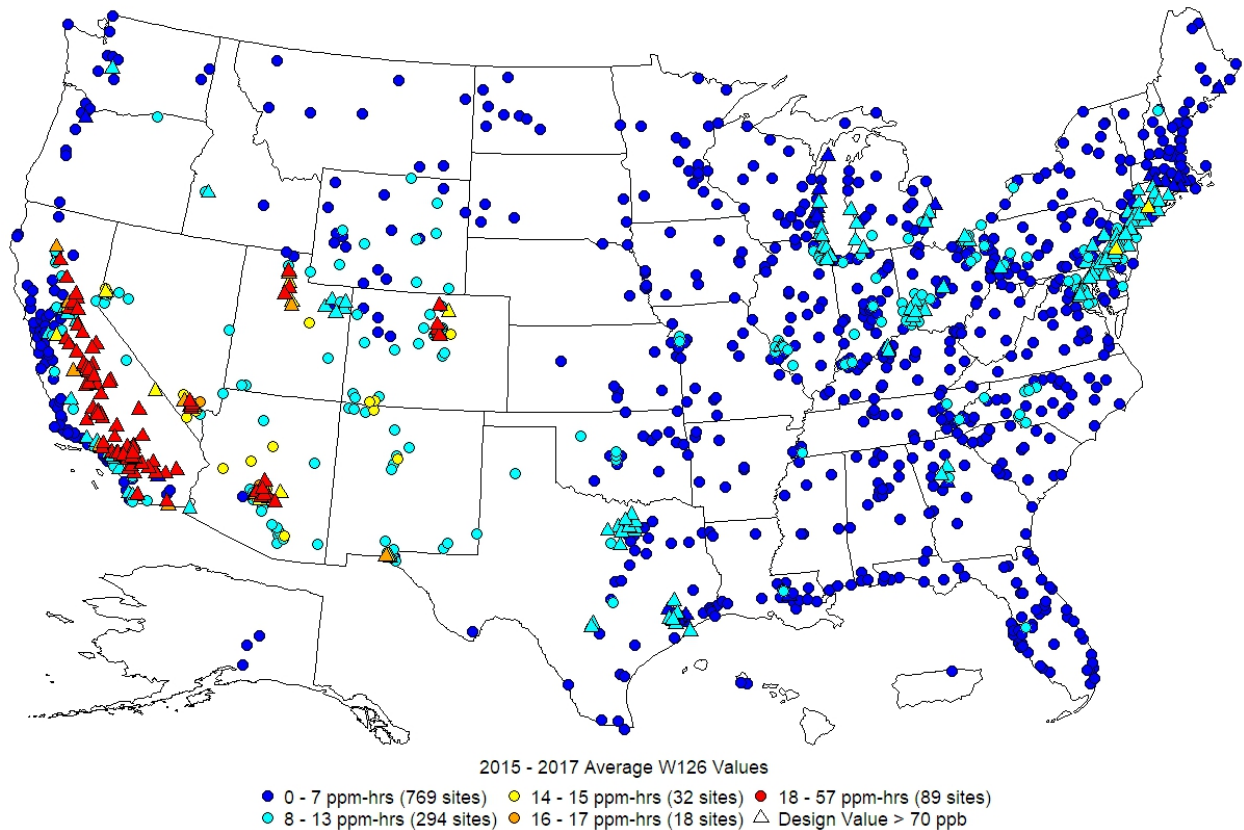 2015 - 2017 Average W126 Values
0 - 7 ppm-hrs (769 sites) 14 - 15 ppm-hrs (32 sites) 18 - 57 ppm-hrs (89 sites)
8 - 13 ppm-hrs (294 sites) 16 - 17 ppm-hrs (18 sites) Design Value > 70 ppb